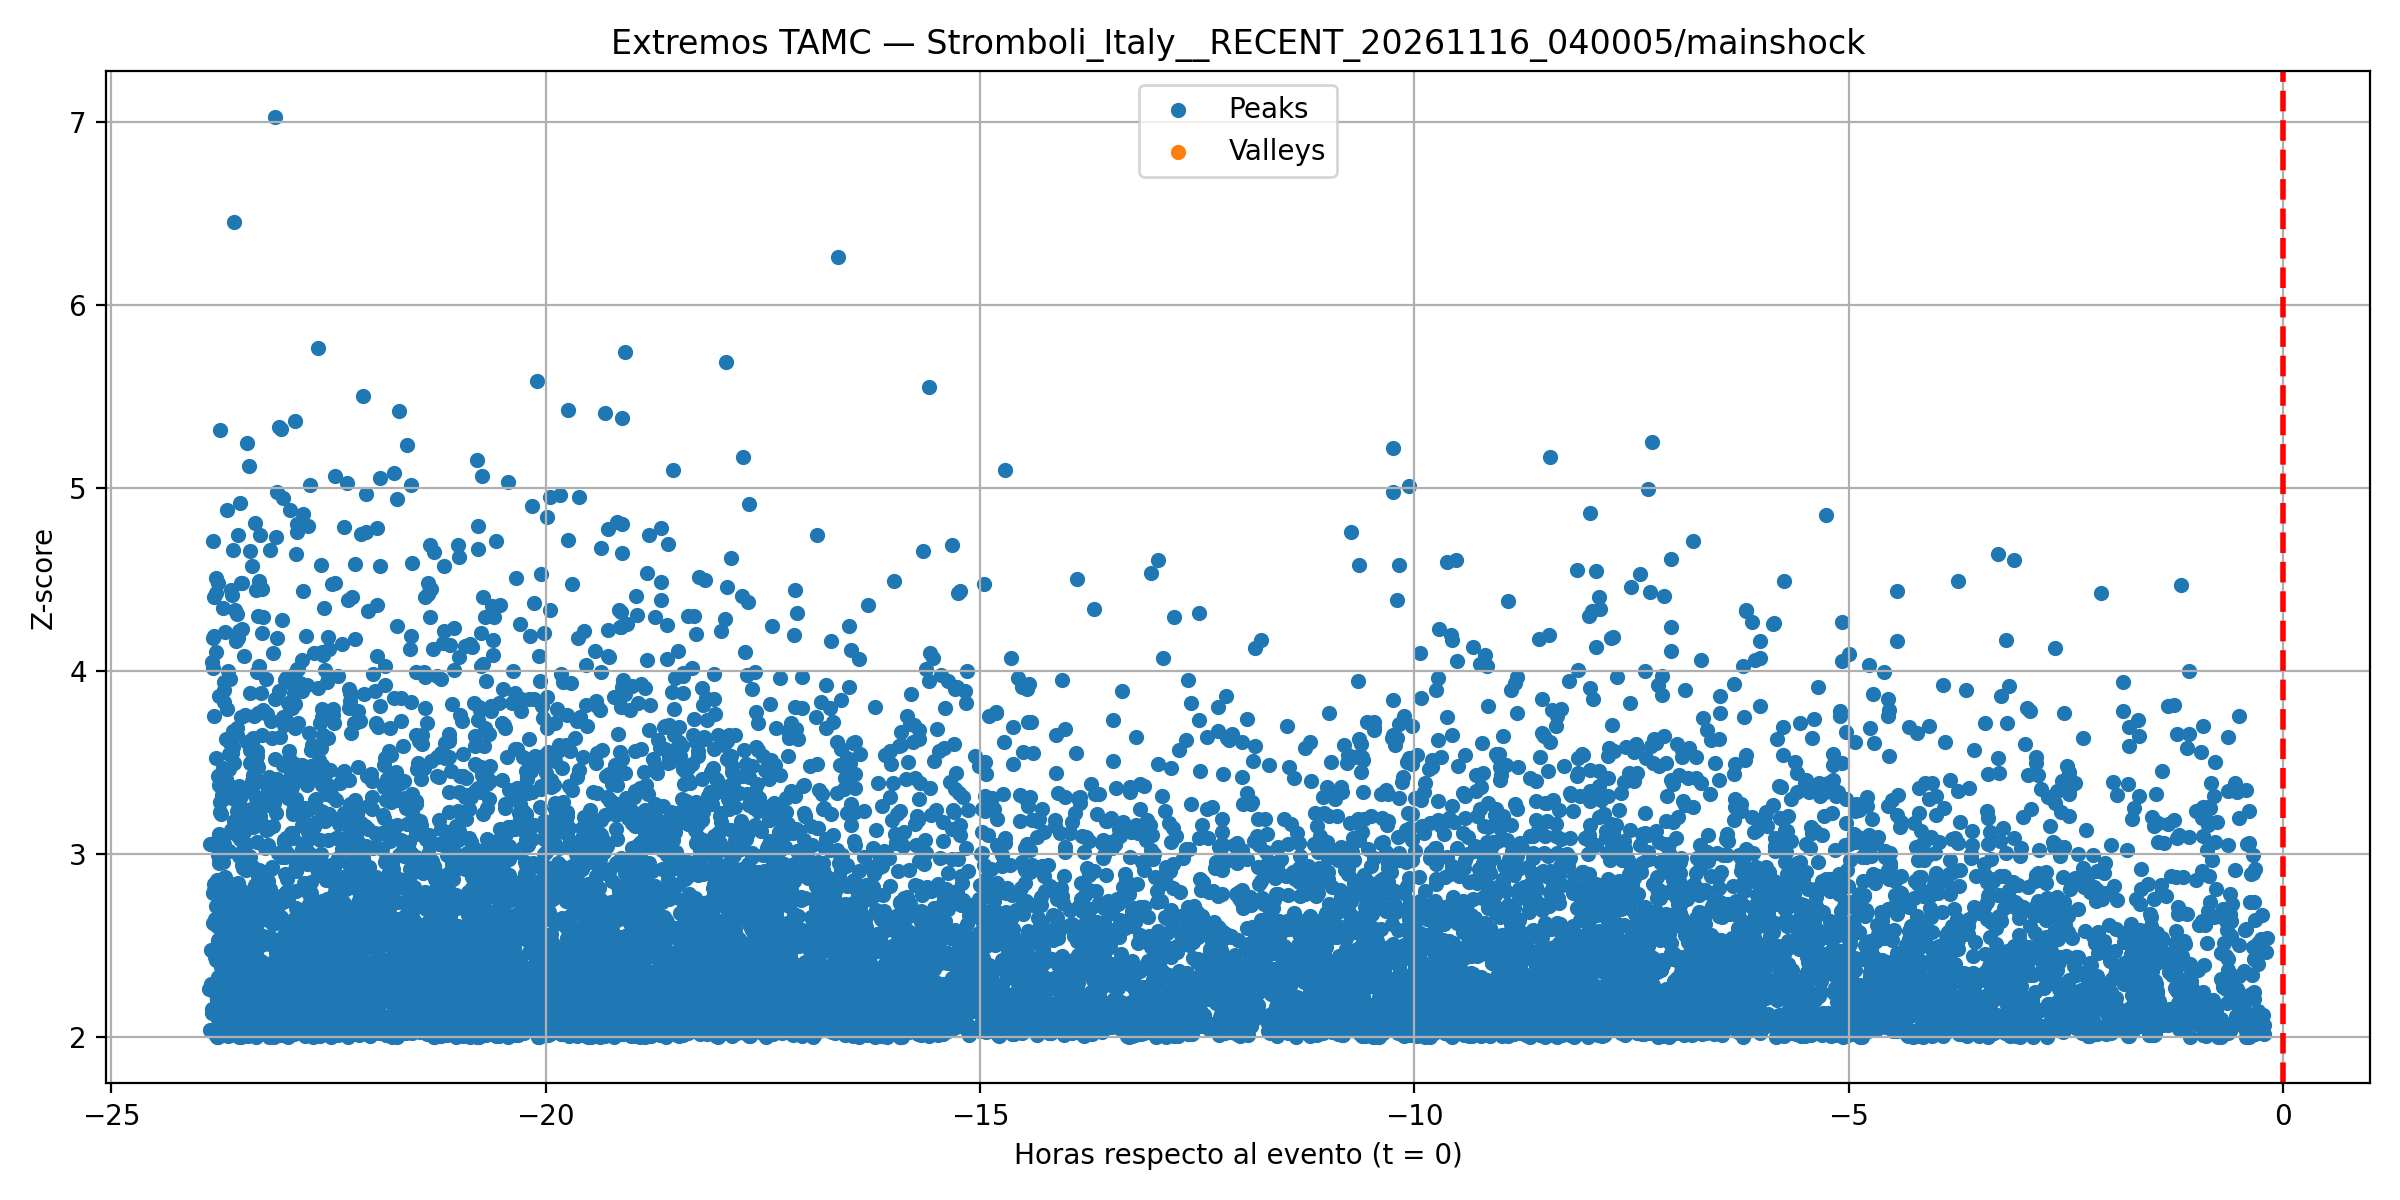 Extremos TAMC — Stromboli_Italy__RECENT_20261116_040005/mainshock
Peaks
Valleys
7
6
5
4
3
2
Z-score
−25
−20
−15
−10
−5
0
Horas respecto al evento (t = 0)